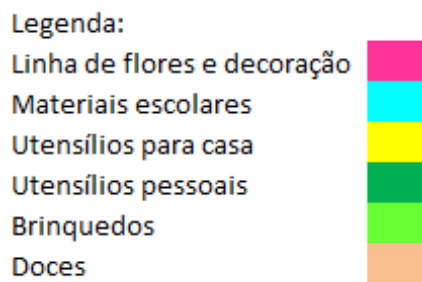 Legenda:
Linha de flores e decoração
Materiais escolares
Utensílios para casa
Utensílios pessoais
Brinquedos
Doces